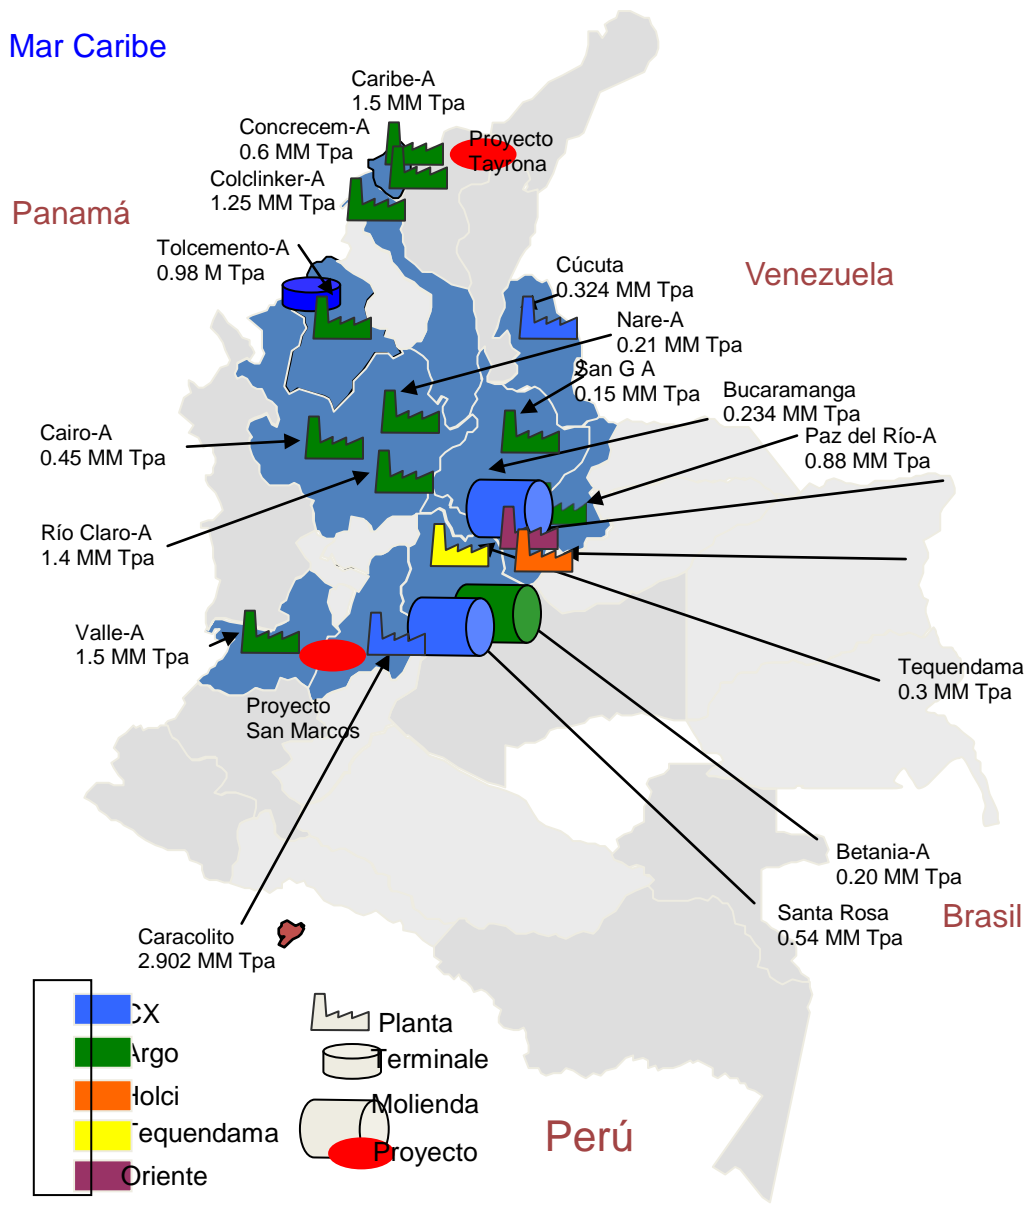 Mar Caribe
Caribe-A
1.5 MM Tpa
Concrecem-A
0.6 MM Tpa
Proyecto
Tayrona
Colclinker-A
1.25 MM Tpa
Panamá
Tolcemento-A
0.98 M Tpa
Cúcuta
0.324 MM Tpa
Venezuela
Nare-A
0.21 MM Tpa
San G A
0.15 MM Tpa
Bucaramanga
0.234 MM Tpa
Cairo-A
0.45 MM Tpa
Paz del Río-A
0.88 MM Tpa
Río Claro-A
1.4 MM Tpa
Valle-A
1.5 MM Tpa
Tequendama
0.3 MM Tpa
Proyecto
San Marcos
Betania-A
0.20 MM Tpa
Santa Rosa
0.54 MM Tpa
Brasil
Caracolito
2.902 MM Tpa
CX
Argo
Holci
Tequendama
Oriente
Planta
Terminale
Molienda
Proyecto
Perú